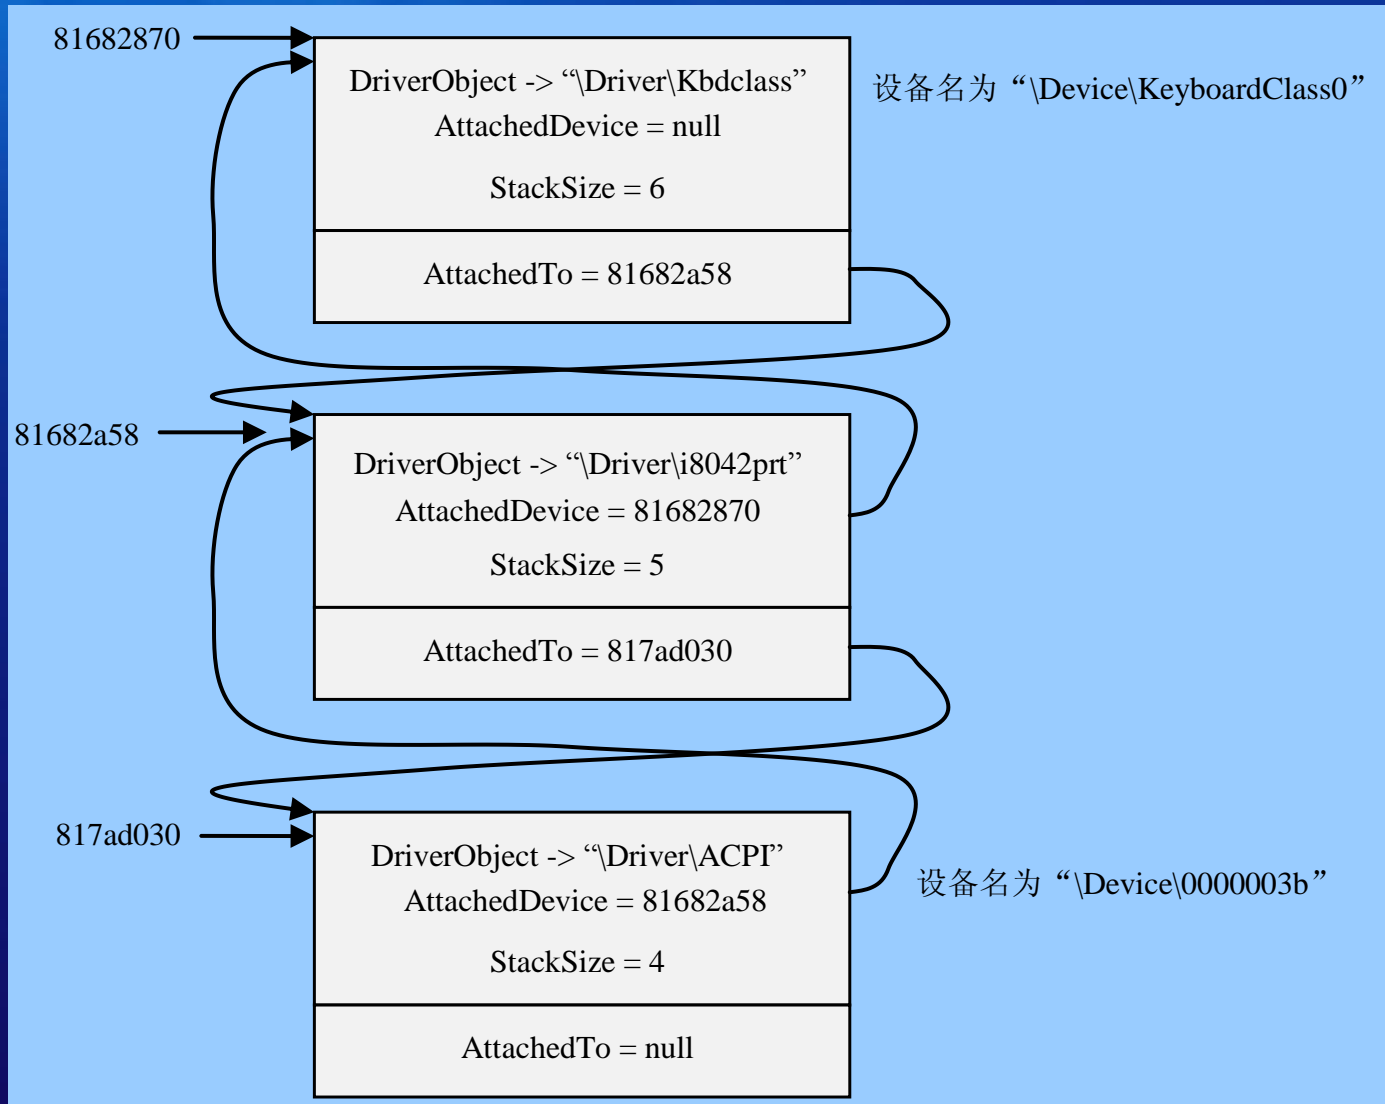 81682870
DriverObject -> “\Driver\Kbdclass”
AttachedDevice = null
StackSize = 6
AttachedTo = 81682a58
设备名为“\Device\KeyboardClass0”
81682a58
DriverObject -> “\Driver\i8042prt”
AttachedDevice = 81682870
StackSize = 5
AttachedTo = 817ad030
817ad030
DriverObject -> “\Driver\ACPI”
AttachedDevice = 81682a58
StackSize = 4
AttachedTo = null
设备名为“\Device\0000003b”